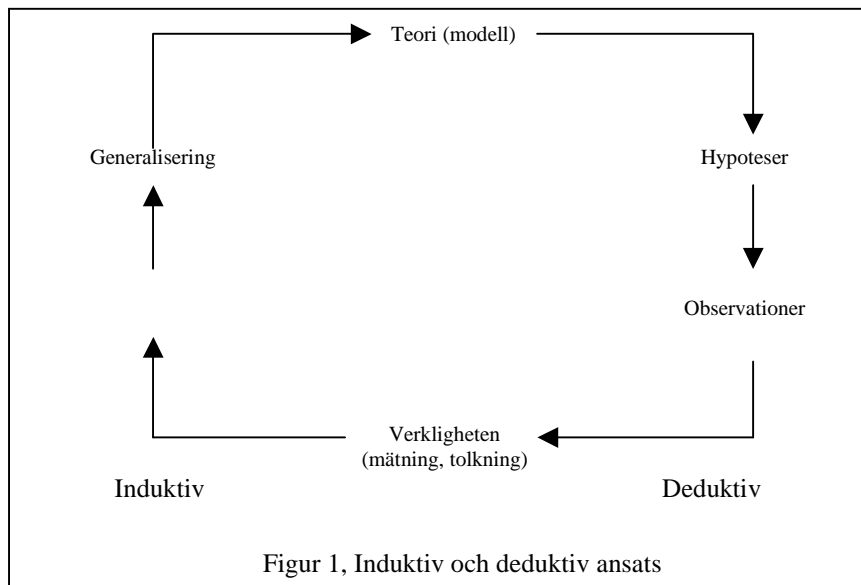 Teori (modell)
Generalisering
Hypoteser
Observationer
Verkligheten
(mätning, tolkning)
Induktiv
Deduktiv
Figur 1, Induktiv och deduktiv ansats